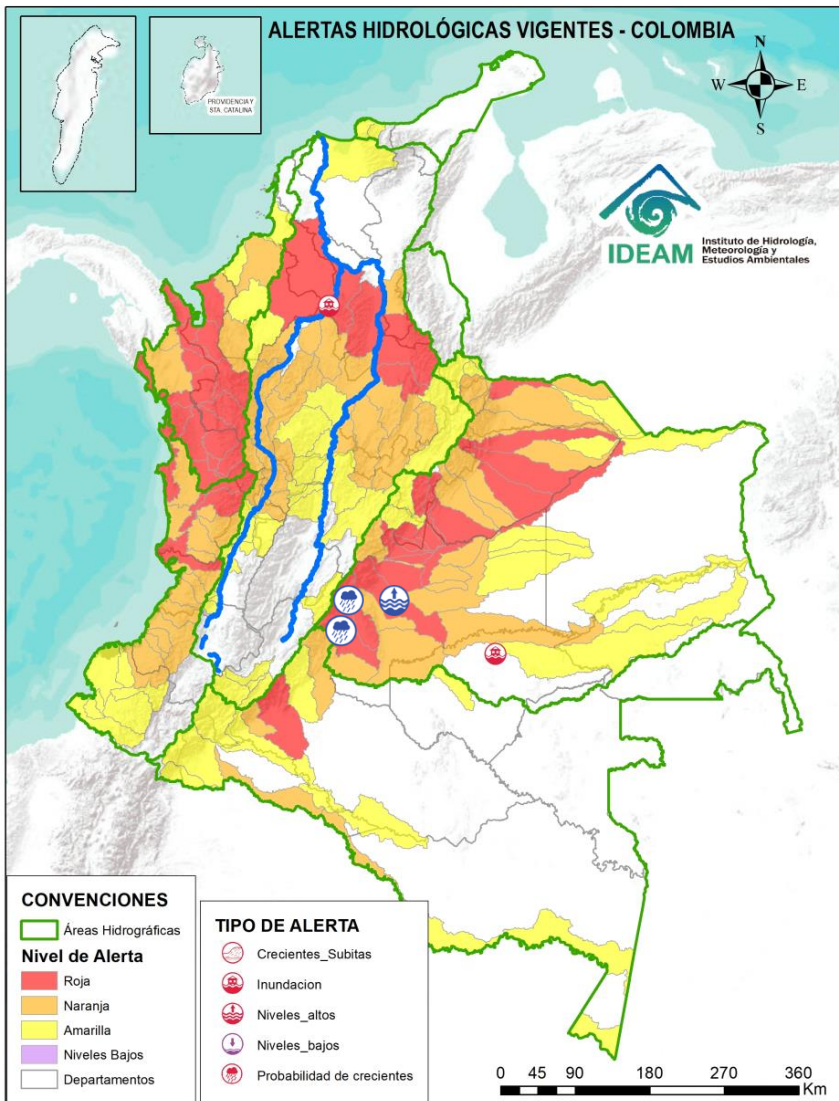 ALERTAS HIDROLÓGICAS VIGENTES - COLOMBIA
PROVIDENCIA Y
STA. CATALINA
N
W E
S
IDEAM
Instituto de Hidrología,
Meteorología y
Estudios Ambientales
CONVENCIONES
Áreas Hidrográficas
Nivel de Alerta
Roja
Naranja
Amarilla
Niveles Bajos
Departamentos
TIPO DE ALERTA
Crecientes_Subitas
Inundacion
Niveles_altos
Niveles_bajos
Probabilidad de crecientes
0 45 90 180 270 360
Km